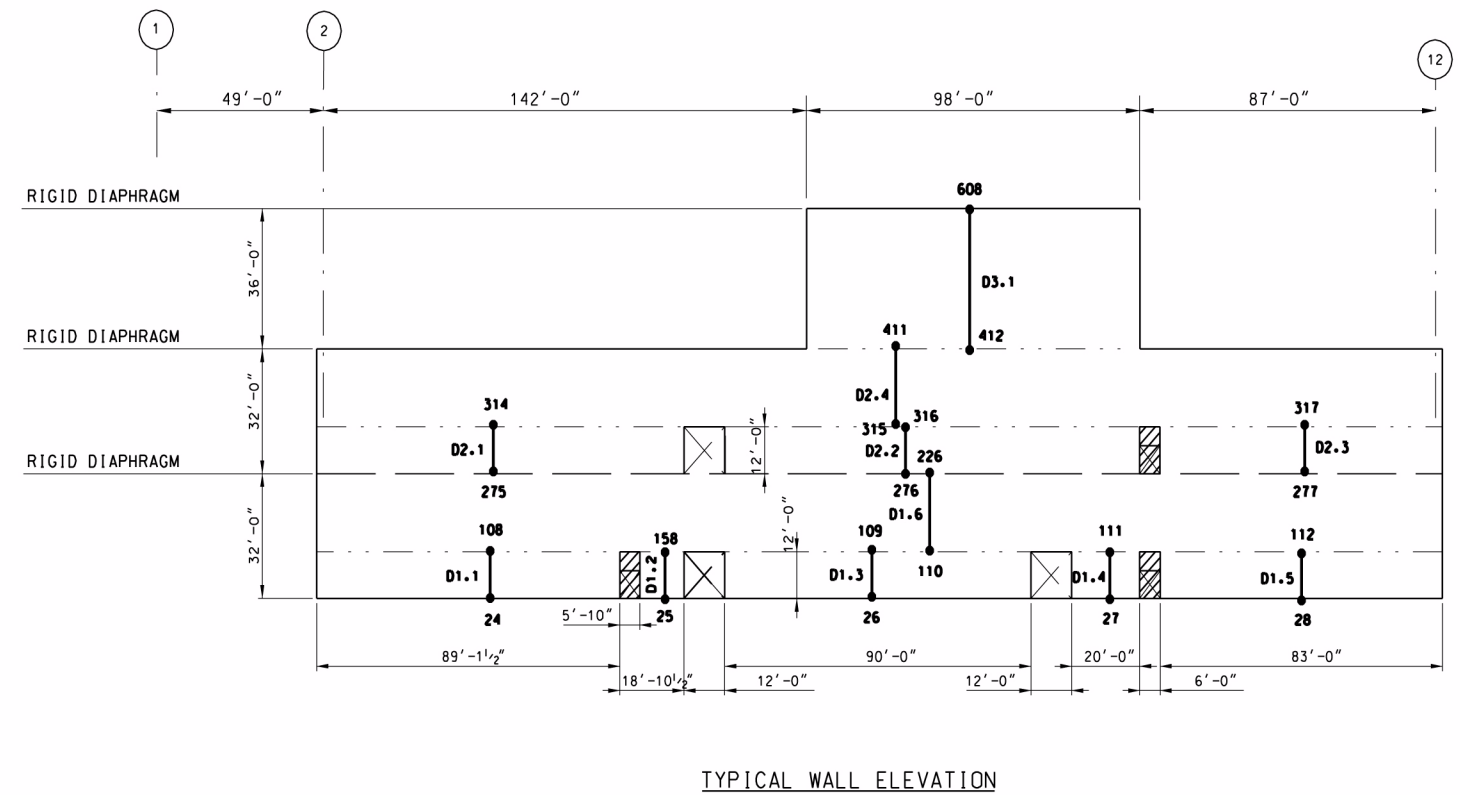 1
2
12
49'-0"
142'-0"
98'-0"
87'-0"
RIGID DIAPHRAGM
608
36'-0"
D3.1
RIGID DIAPHRAGM
411
412
32'-0"
D2.4
314
315
316
317
D2.1
12'-0"
D2.2
D2.3
RIGID DIAPHRAGM
226
275
276
277
D1.6
32'-0"
12'-0"
108
158
109
110
111
112
D1.1
D1.2
D1.3
D1.4
D1.5
24
25
26
27
28
5'-10"
89'-1½"
90'-0"
20'-0"
83'-0"
18'-10½"
12'-0"
12'-0"
6'-0"
TYPICAL WALL ELEVATION